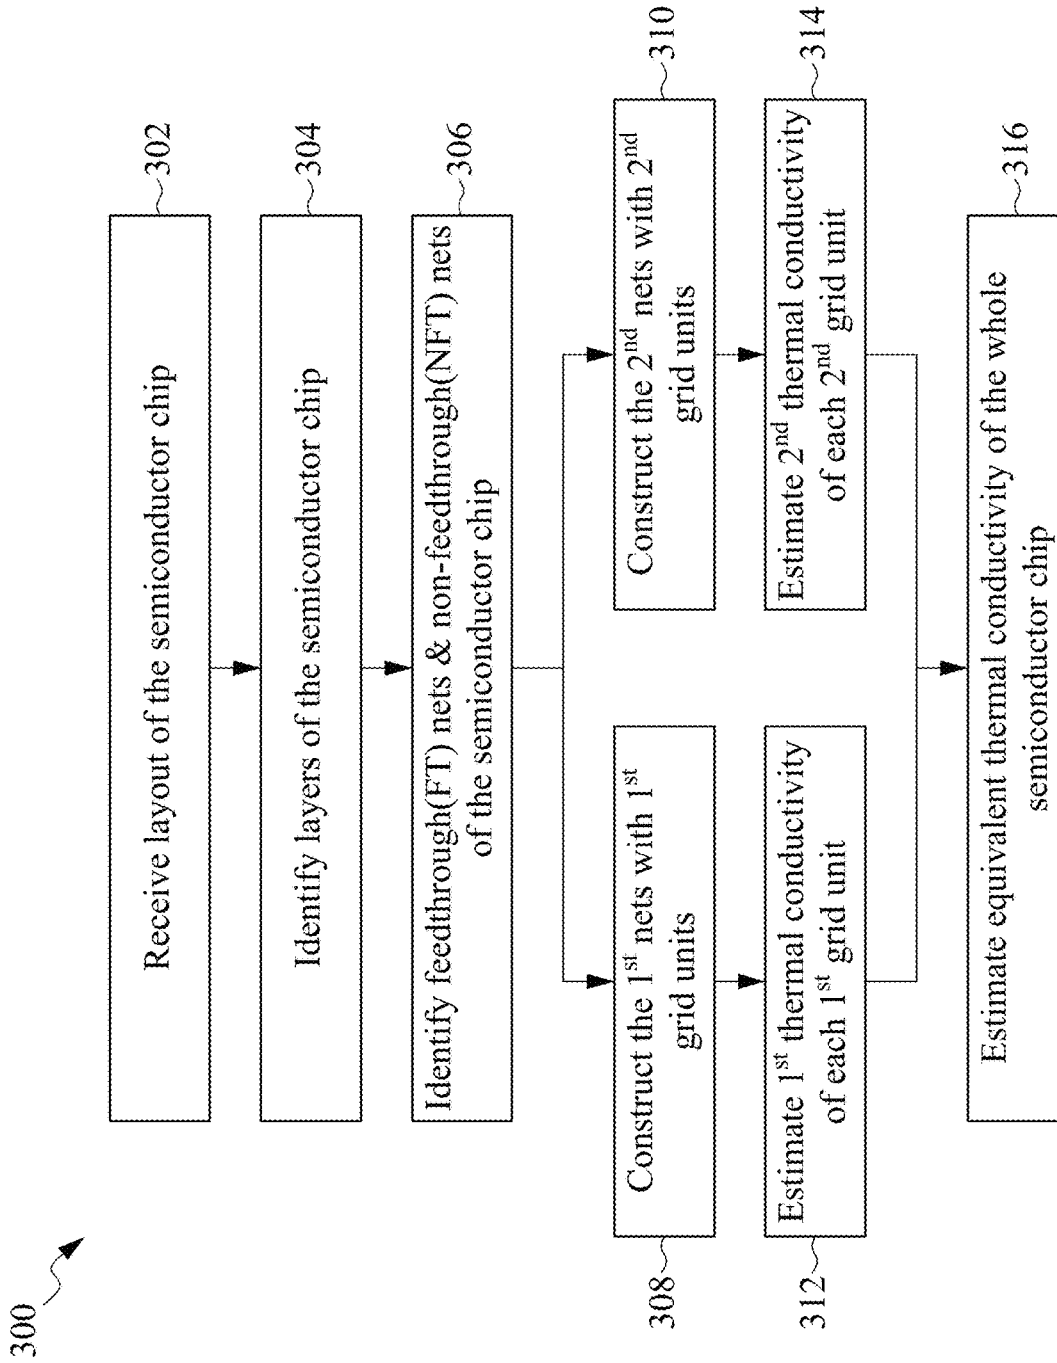 300
Receive layout of the semiconductor chip
302
Identify layers of the semiconductor chip
304
Identify feedthrough(FT) nets & non-feedthrough(NFT) nets
of the semiconductor chip
306
Construct the 1st nets with 1st
grid units
308
Construct the 2nd nets with 2nd
grid units
310
Estimate 1st thermal conductivity
of each 1st grid unit
312
Estimate 2nd thermal conductivity
of each 2nd grid unit
314
Estimate equivalent thermal conductivity of the whole
semiconductor chip
316